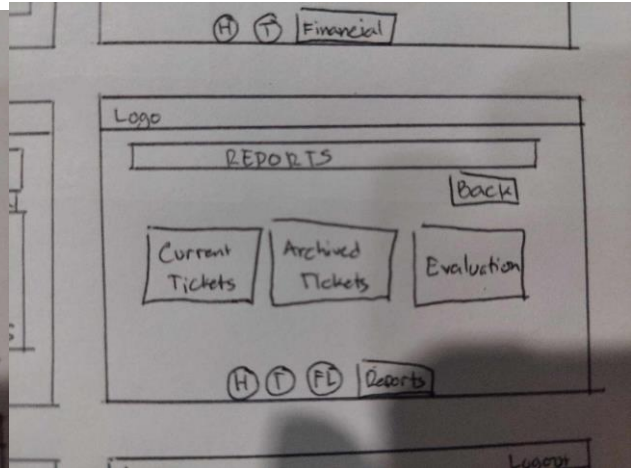 H T Financial
Logo
REPORTS
Back
Current Tickets
Archived Tickets
Evaluation
H T FL Reports
Logout